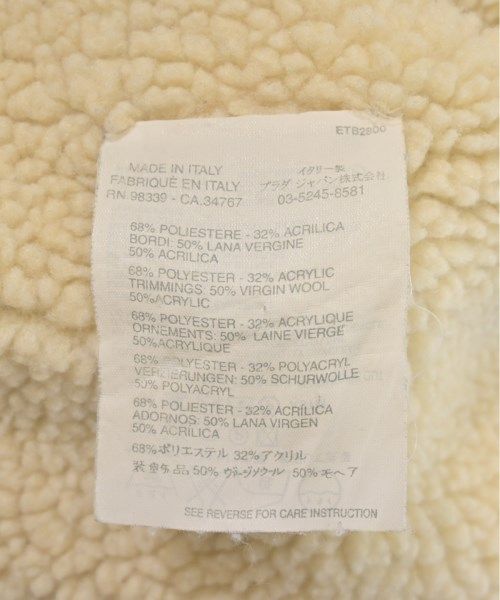 ETB2800
MADE IN ITALY
FABRIQUÉ EN ITALY
RN.98339 - CA.34767
イタリー製
プラダ ジャパン株式会社
03-5245-8581
68% POLIESTERE - 32% ACRILICA
BORDI: 50% LANA VERGINE
50% ACRILICA
68% POLYESTER - 32% ACRYLIC
TRIMMINGS: 50% VIRGIN WOOL
50%ACRYLIC
68% POLYESTER - 32% ACRYLIQUE
ORNEMENTS: 50% LAINE VIERGE
50%ACRYLIQUE
68% POLYESTER - 32% POLYACRYL
VERZIERUNGEN: 50% SCHURWOLLE
50% POLYACRYL
68% POLIESTER - 32% ACRÍLICA
ADORNOS: 50% LANA VIRGEN
50% ACRILICA
68%ポリエステル 32%アクリル
装飾部品 50% ヴァージンウール 50% モヘア
SEE REVERSE FOR CARE INSTRUCTION